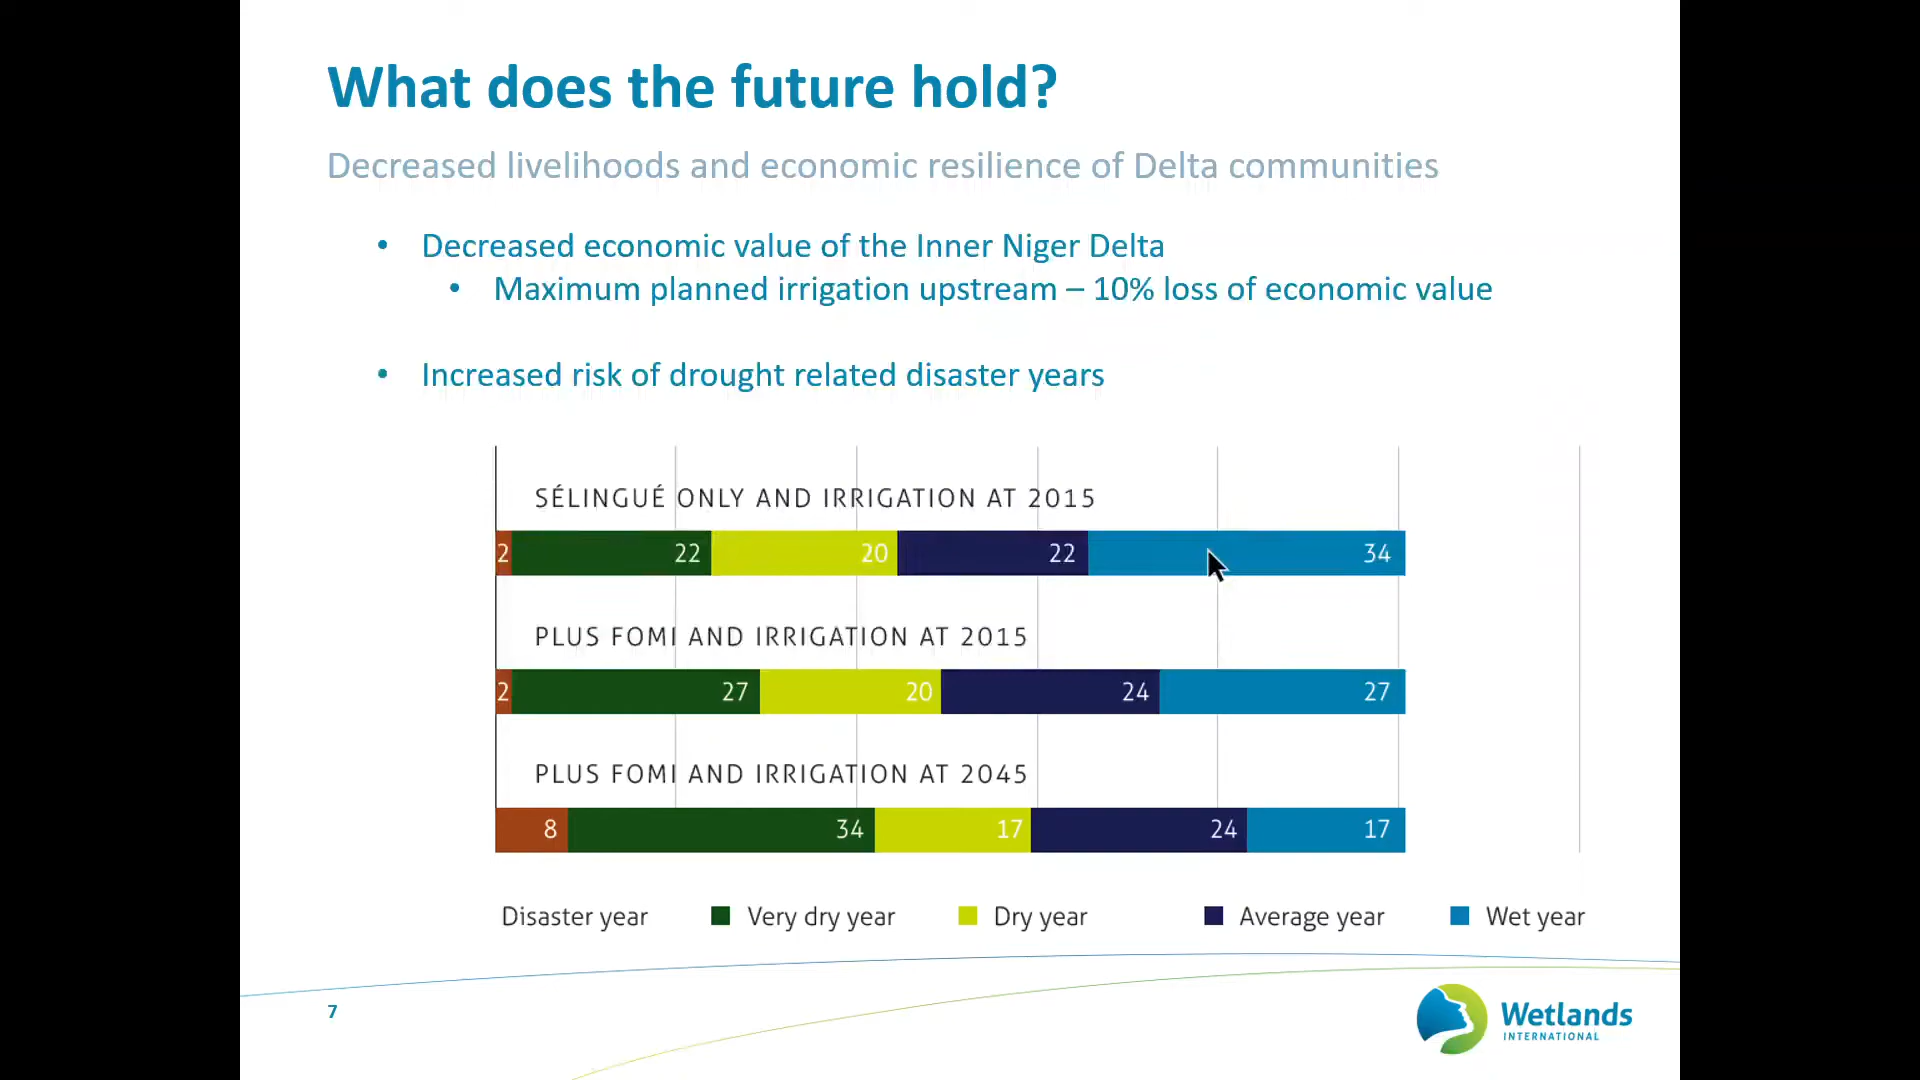 What does the future hold?
Decreased livelihoods and economic resilience of Delta communities
• Decreased economic value of the Inner Niger Delta
• Maximum planned irrigation upstream – 10% loss of economic value
• Increased risk of drought related disaster years
SÉLINGUÉ ONLY AND IRRIGATION AT 2015
2 22 20 22 34
PLUS FOMI AND IRRIGATION AT 2015
2 27 20 24 27
PLUS FOMI AND IRRIGATION AT 2045
8 34 17 24 17
Disaster year Very dry year Dry year Average year Wet year
7
Wetlands
INTERNATIONAL